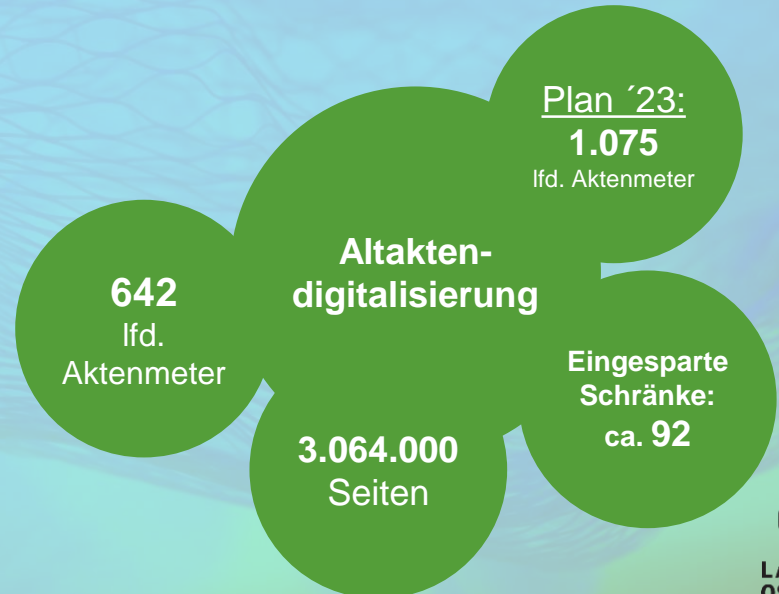 Plan ´23:
1.075
lfd. Aktenmeter
Altakten-
digitalisierung
642
lfd.
Aktenmeter
Eingesparte
Schränke:
ca. 92
3.064.000
Seiten